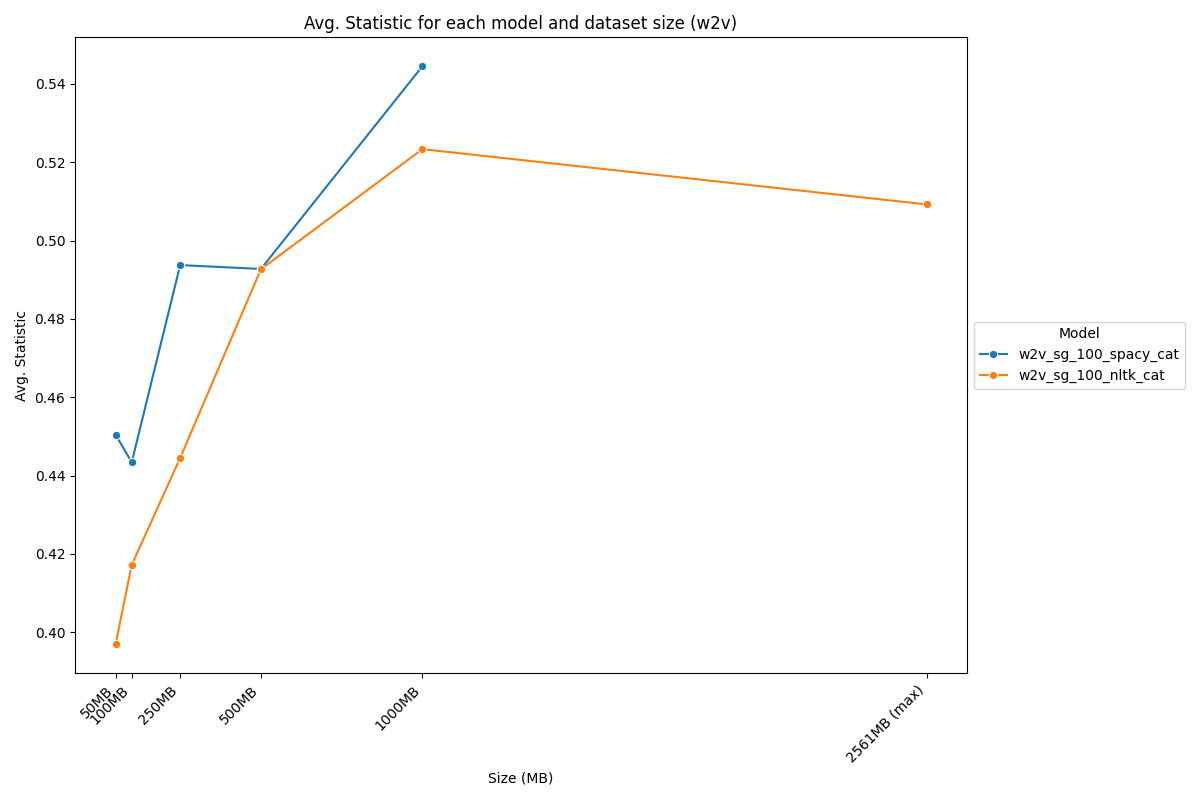 Avg. Statistic for each model and dataset size (w2v)
Avg. Statistic
0.54
0.52
0.50
0.48
0.46
0.44
0.42
0.40
50MB
100MB
250MB
500MB
1000MB
2561MB (max)
Size (MB)
Model
w2v_sg_100_spacy_cat
w2v_sg_100_nltk_cat